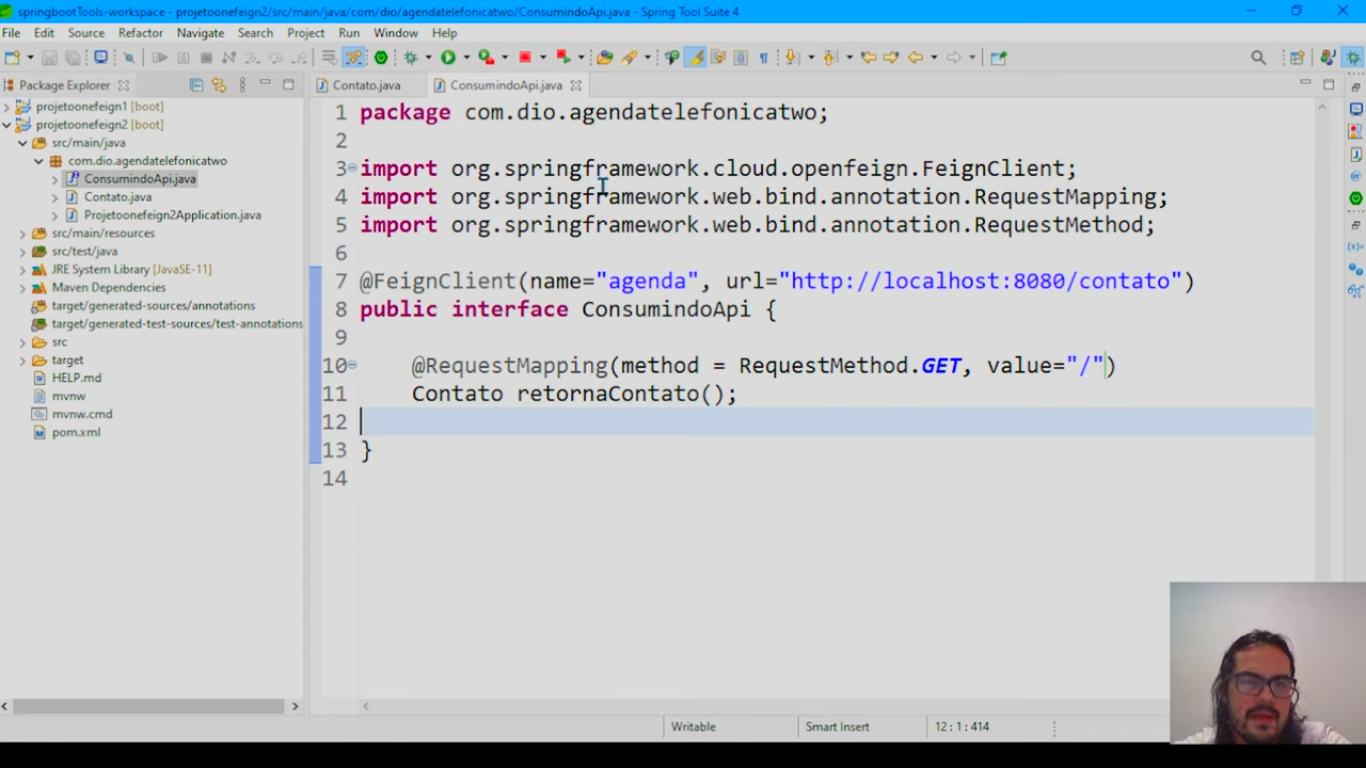 springbootTools-workspace - projetoonefeign2/src/main/java/com/dio/agendatelefonicatwo/ConsumindoApi.java - Spring Tool Suite 4
File Edit Source Refactor Navigate Search Project Run Window Help
Package Explorer
projetoonefeign1 [boot]
projetoonefeign2 [boot]
src/main/java
com.dio.agendatelefonicatwo
ConsumindoApi.java
Contato.java
Projetoonefeign2Application.java
src/main/resources
src/test/java
JRE System Library [JavaSE-11]
Maven Dependencies
target/generated-sources/annotations
target/generated-test-sources/test-annotations
src
target
HELP.md
mvnw
mvnw.cmd
pom.xml
Contato.java ConsumindoApi.java
1 package com.dio.agendatelefonicatwo;
2
3 import org.springframework.cloud.openfeign.FeignClient;
4 import org.springframework.web.bind.annotation.RequestMapping;
5 import org.springframework.web.bind.annotation.RequestMethod;
6
7 @FeignClient(name="agenda", url="http://localhost:8080/contato")
8 public interface ConsumindoApi {
9
10 @RequestMapping(method = RequestMethod.GET, value="/")
11 Contato retornaContato();
12
13 }
14
Writable Smart Insert 12 : 1 : 414